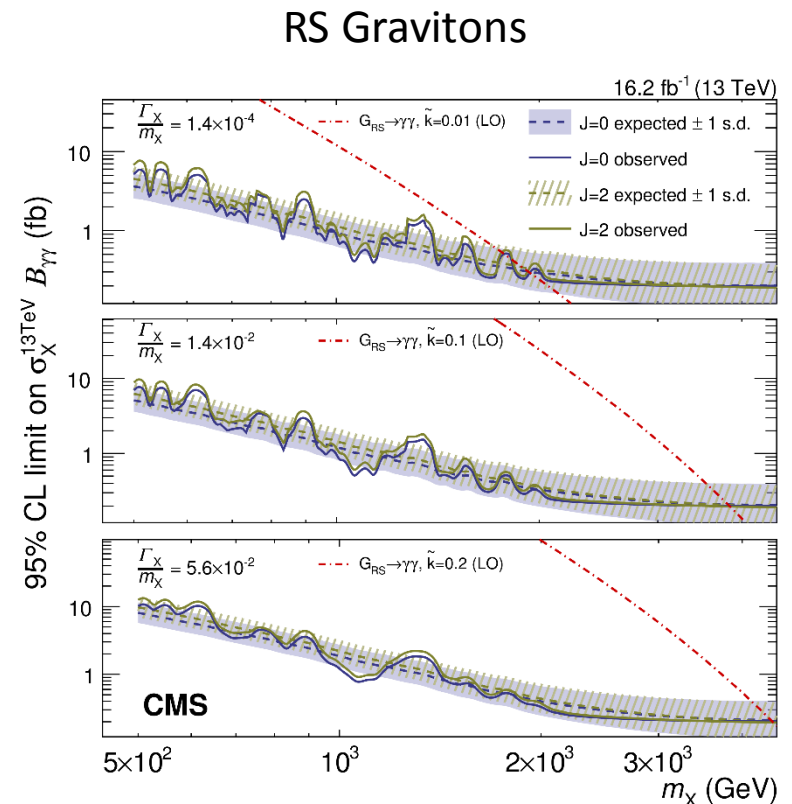 RS Gravitons
16.2 fb⁻¹ (13 TeV)
95% CL limit on σ_X^13TeV B_γγ (fb)
Γ_X/m_X = 1.4×10⁻⁴
G_RS→γγ, k̃=0.01 (LO)
J=0 expected ± 1 s.d.
J=0 observed
J=2 expected ± 1 s.d.
J=2 observed
10
1
Γ_X/m_X = 1.4×10⁻²
G_RS→γγ, k̃=0.1 (LO)
10
1
Γ_X/m_X = 5.6×10⁻²
G_RS→γγ, k̃=0.2 (LO)
10
1
CMS
5×10² 10³ 2×10³ 3×10³
m_X (GeV)